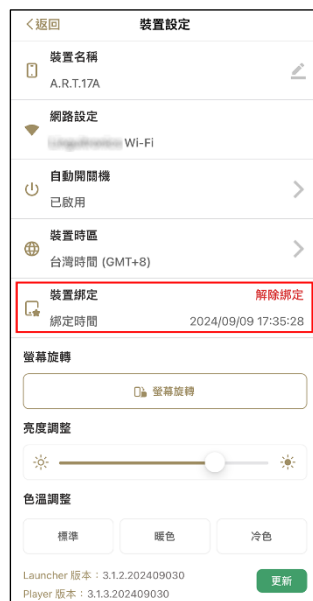 返回 裝置設定
裝置名稱
A.R.T.17A
網路設定
Wi-Fi
自動開關機
已啟用
裝置時區
台灣時間 (GMT+8)
裝置綁定 解除綁定
綁定時間 2024/09/09 17:35:28
螢幕旋轉
螢幕旋轉
亮度調整
色溫調整
標準 暖色 冷色
Launcher 版本：3.1.2.202409030
更新
Player 版本：3.1.3.202409030